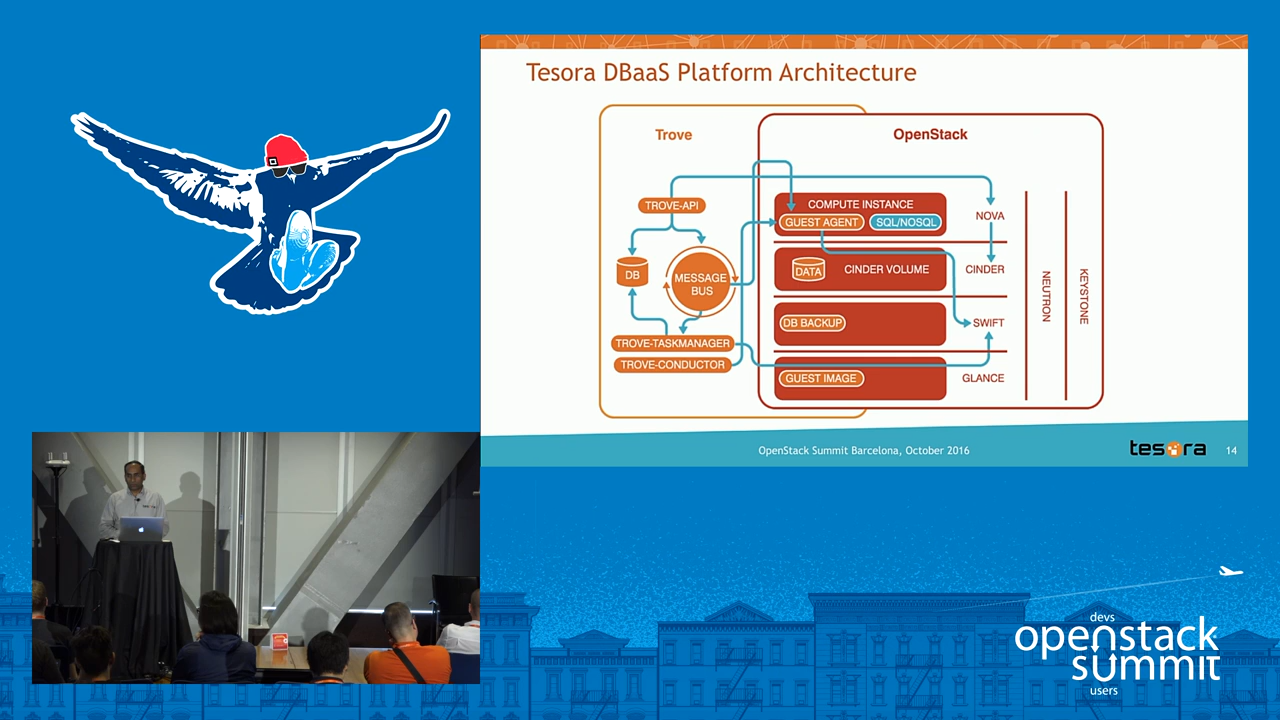 Tesora DBaaS Platform Architecture
Trove
OpenStack
TROVE-API
DB
MESSAGE
BUS
TROVE-TASKMANAGER
TROVE-CONDUCTOR
COMPUTE INSTANCE
GUEST AGENT
SQL/NOSQL
NOVA
DATA
CINDER VOLUME
CINDER
DB BACKUP
SWIFT
GUEST IMAGE
GLANCE
NEUTRON
KEYSTONE
OpenStack Summit Barcelona, October 2016
tesora
14
devs
openstack
summit
users